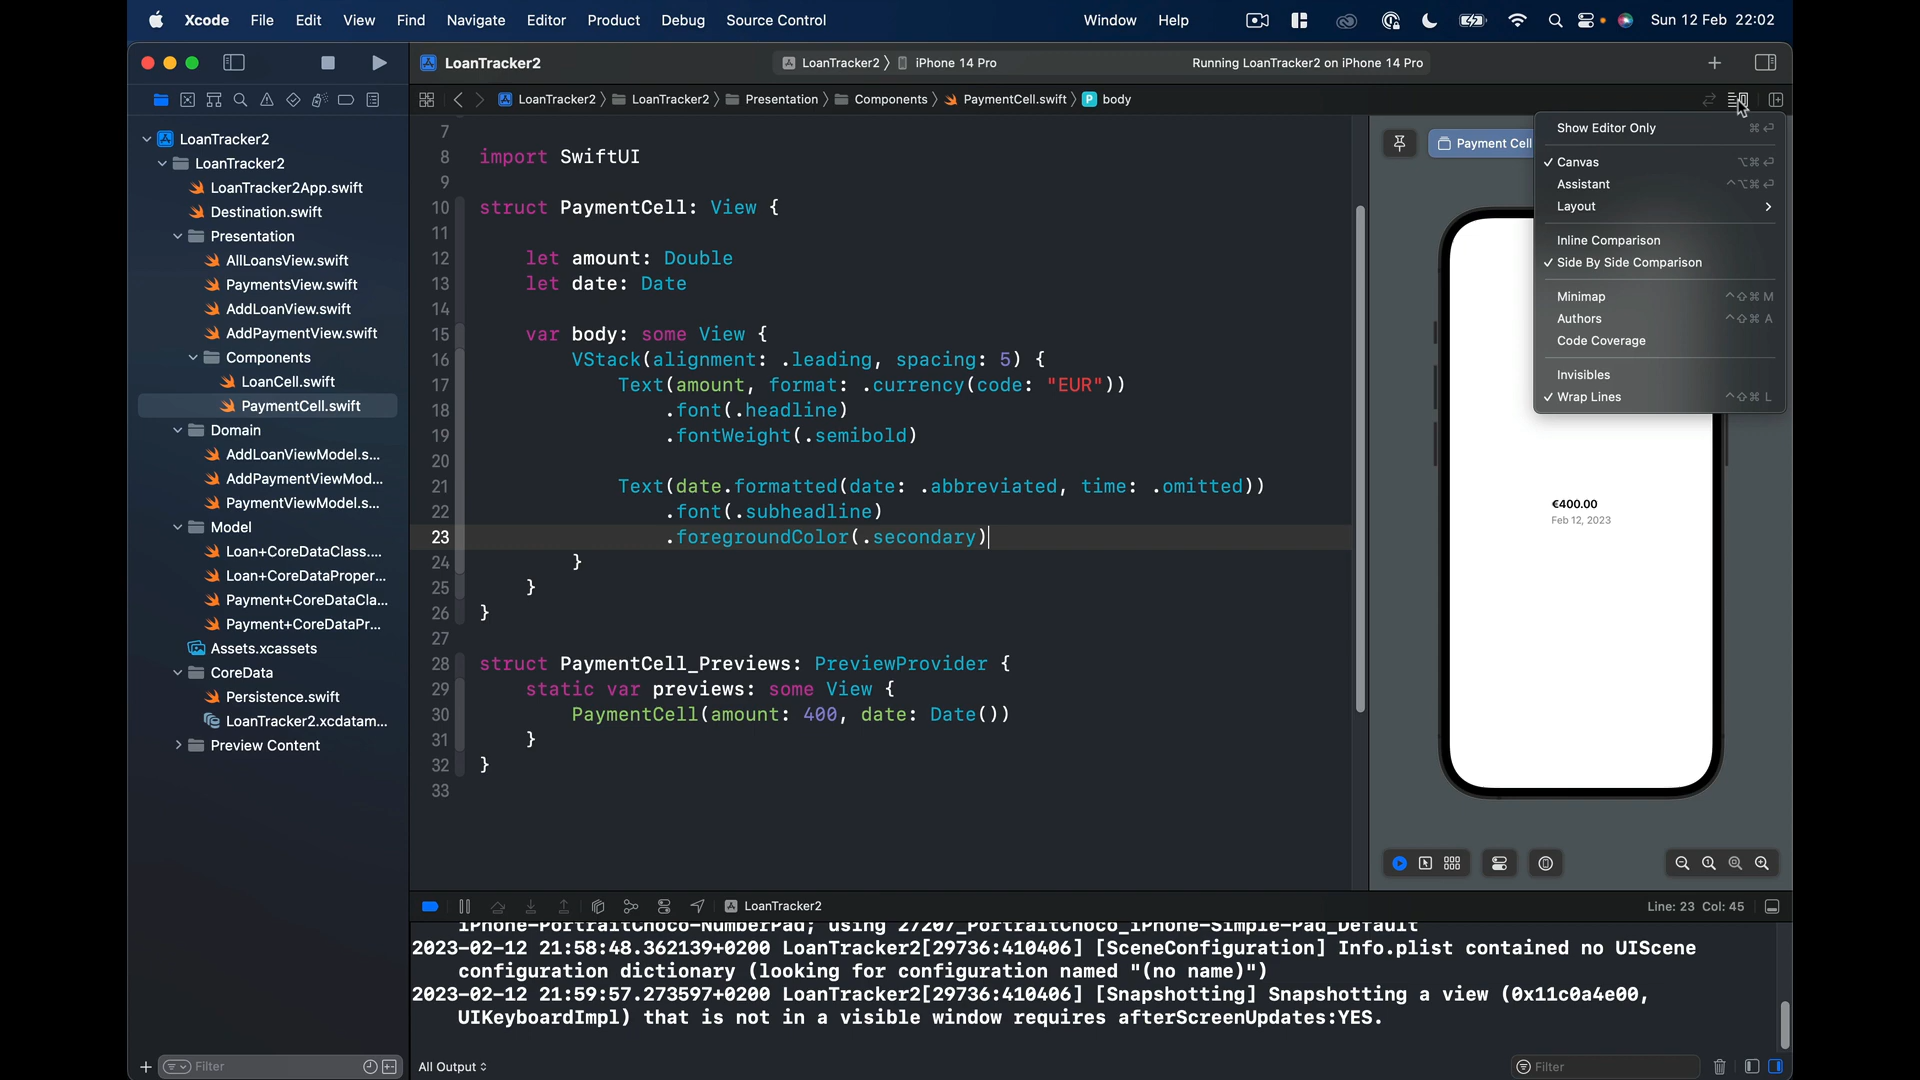 Xcode File Edit View Find Navigate Editor Product Debug Source Control Window Help Sun 12 Feb 22:02
LoanTracker2 LoanTracker2 iPhone 14 Pro Running LoanTracker2 on iPhone 14 Pro
LoanTracker2 LoanTracker2 Presentation Components PaymentCell.swift P body
LoanTracker2
LoanTracker2
LoanTracker2App.swift
Destination.swift
Presentation
AllLoansView.swift
PaymentsView.swift
AddLoanView.swift
AddPaymentView.swift
Components
LoanCell.swift
PaymentCell.swift
Domain
AddLoanViewModel.s...
AddPaymentViewMod...
PaymentViewModel.s...
Model
Loan+CoreDataClass....
Loan+CoreDataProper...
Payment+CoreDataCla...
Payment+CoreDataPr...
Assets.xcassets
CoreData
Persistence.swift
LoanTracker2.xcdatam...
Preview Content
Filter
7
8 import SwiftUI
9
10 struct PaymentCell: View {
11
12 let amount: Double
13 let date: Date
14
15 var body: some View {
16 VStack(alignment: .leading, spacing: 5) {
17 Text(amount, format: .currency(code: "EUR"))
18 .font(.headline)
19 .fontWeight(.semibold)
20
21 Text(date.formatted(date: .abbreviated, time: .omitted))
22 .font(.subheadline)
23 .foregroundColor(.secondary)
24 }
25 }
26 }
27
28 struct PaymentCell_Previews: PreviewProvider {
29 static var previews: some View {
30 PaymentCell(amount: 400, date: Date())
31 }
32 }
33
Payment Cell
Show Editor Only ⌘↩
✓ Canvas ⌥⌘↩
Assistant ^⌥⌘↩
Layout
Inline Comparison
✓ Side By Side Comparison
Minimap ^⇧⌘M
Authors ^⇧⌘A
Code Coverage
Invisibles
✓ Wrap Lines ^⇧⌘L
€400.00
Feb 12, 2023
LoanTracker2 Line: 23 Col: 45
iPhone-PortraitChoco-NumberPad; using 27207_PortraitChoco_iPhone-Simple-Pad_Default
2023-02-12 21:58:48.362139+0200 LoanTracker2[29736:410406] [SceneConfiguration] Info.plist contained no UIScene
configuration dictionary (looking for configuration named "(no name)")
2023-02-12 21:59:57.273597+0200 LoanTracker2[29736:410406] [Snapshotting] Snapshotting a view (0x11c0a4e00,
UIKeyboardImpl) that is not in a visible window requires afterScreenUpdates:YES.
All Output Filter